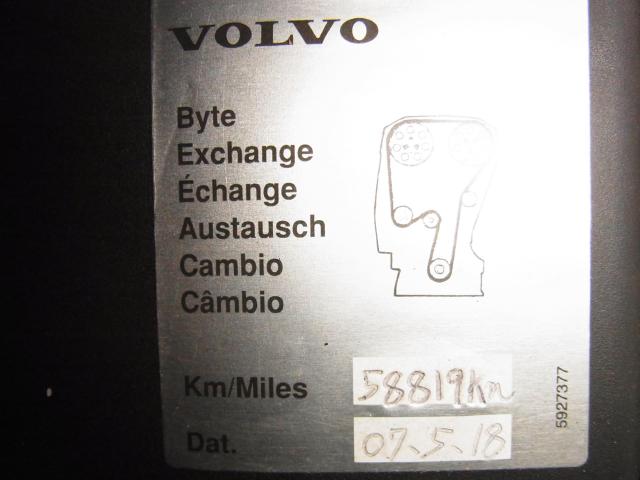 VOLVO
Byte
Exchange
Échange
Austausch
Cambio
Câmbio
Km/Miles 58819km
Dat. 07.5.18
5927377